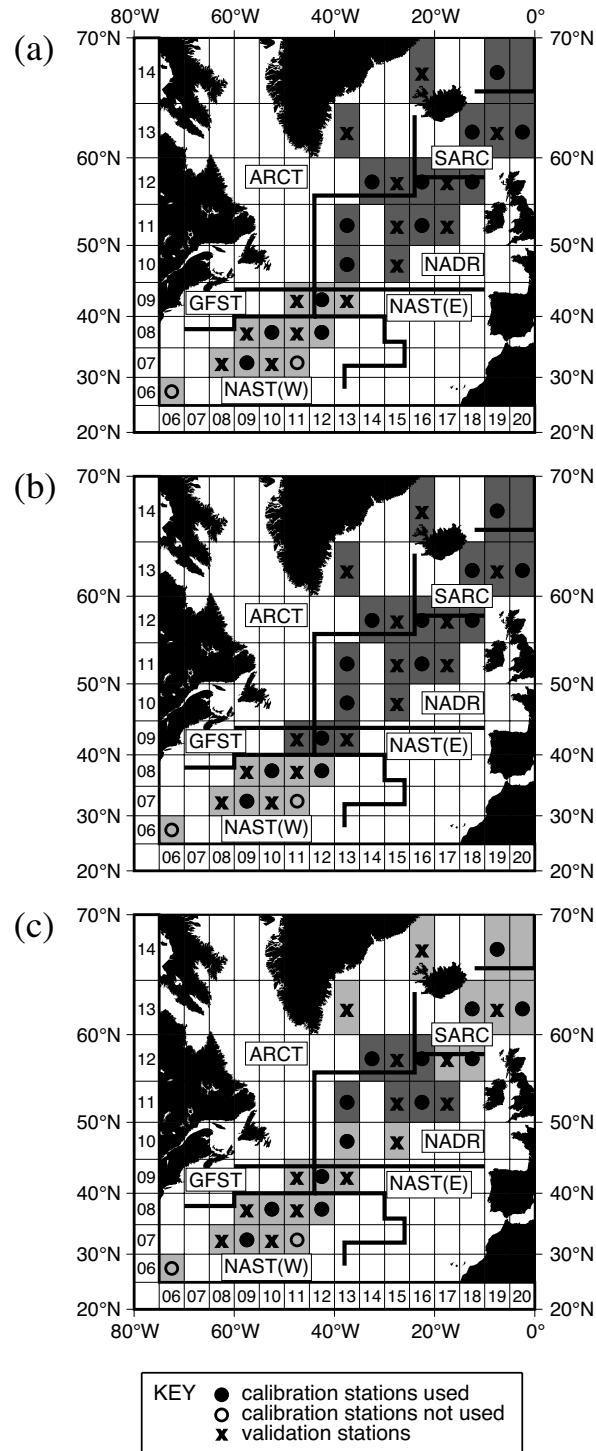 80°W 60°W 40°W 20°W 0°
(a)
70°N 70°N
14
13
60°N 60°N
SARC
ARCT
12
11
50°N 50°N
10
NADR
GFST
09
NAST(E)
40°N 40°N
08
07
30°N 30°N
NAST(W)
06
06 07 08 09 10 11 12 13 14 15 16 17 18 19 20
20°N 20°N
(b)
70°N 70°N
14
13
60°N 60°N
SARC
ARCT
12
11
50°N 50°N
10
NADR
GFST
09
NAST(E)
40°N 40°N
08
07
30°N 30°N
NAST(W)
06
06 07 08 09 10 11 12 13 14 15 16 17 18 19 20
20°N 20°N
(c)
70°N 70°N
14
13
60°N 60°N
SARC
ARCT
12
11
50°N 50°N
10
NADR
GFST
09
NAST(E)
40°N 40°N
08
07
30°N 30°N
NAST(W)
06
06 07 08 09 10 11 12 13 14 15 16 17 18 19 20
20°N 20°N
80°W 60°W 40°W 20°W 0°
KEY calibration stations used
calibration stations not used
x validation stations